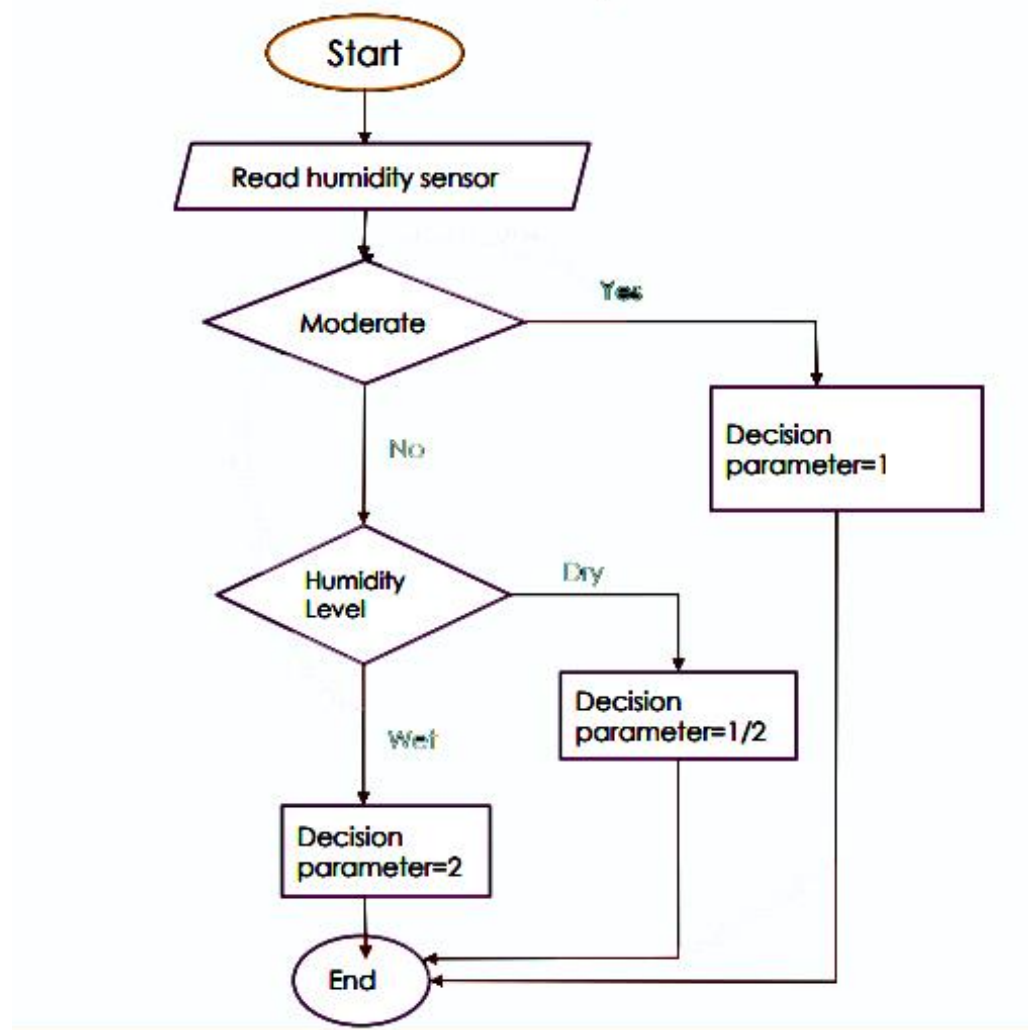 Start
Read humidity sensor
Yes
Moderate
Decision
parameter=1
No
Humidity
Level
Dry
Decision
parameter=1/2
Wet
Decision
parameter=2
End